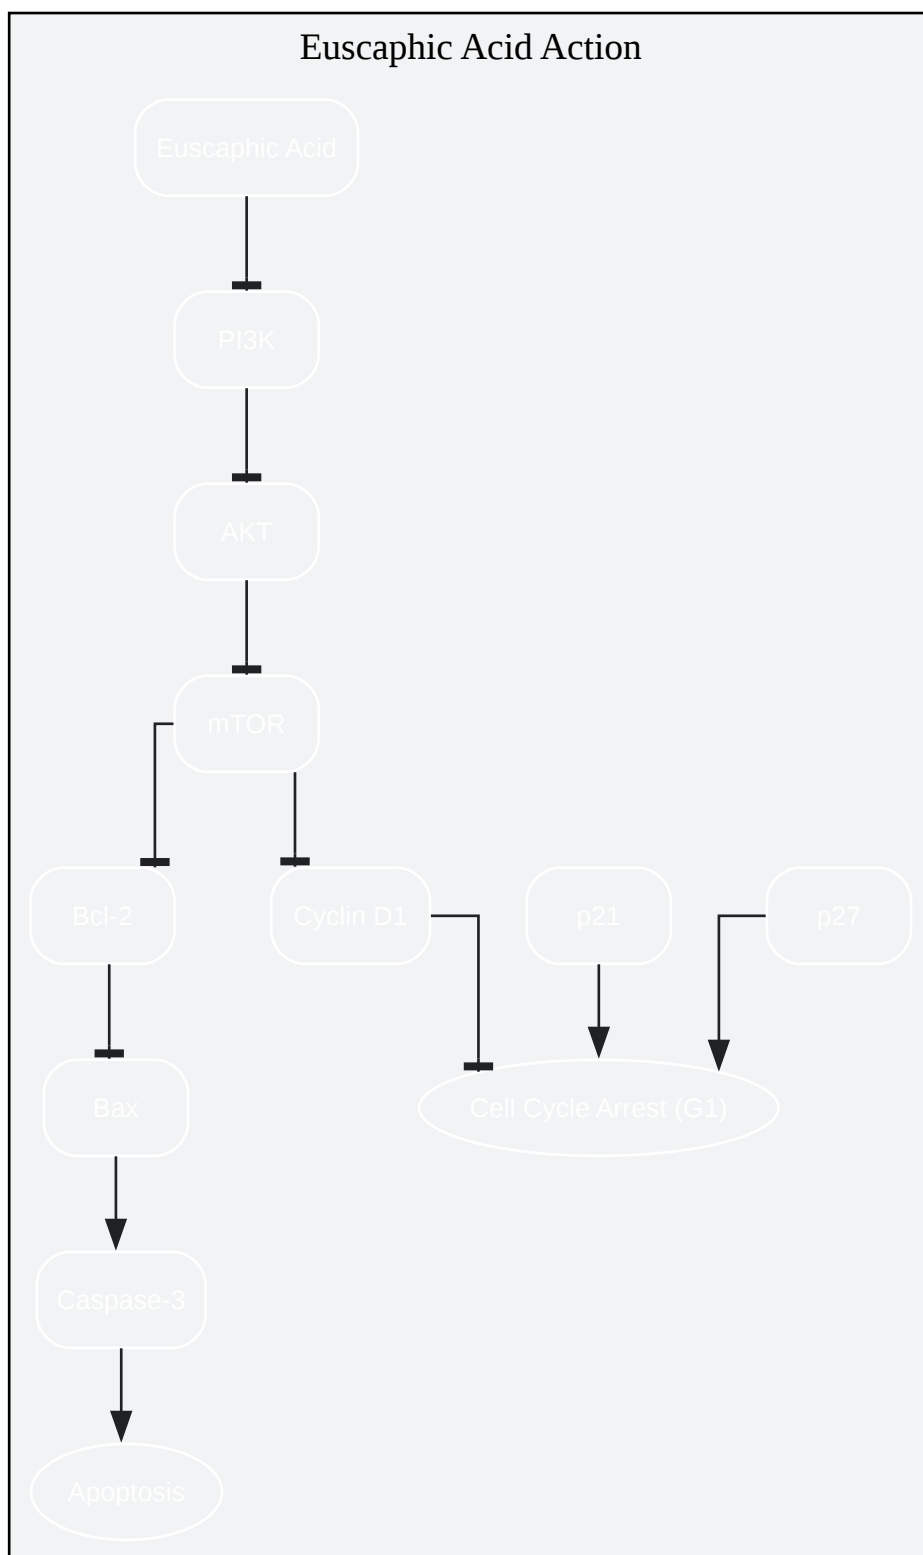 Euscaphic Acid Action
Euscaphic Acid
PI3K
AKT
mTOR
Bcl-2
Cyclin D1
p21
p27
Bax
Cell Cycle Arrest (G1)
Caspase-3
Apoptosis